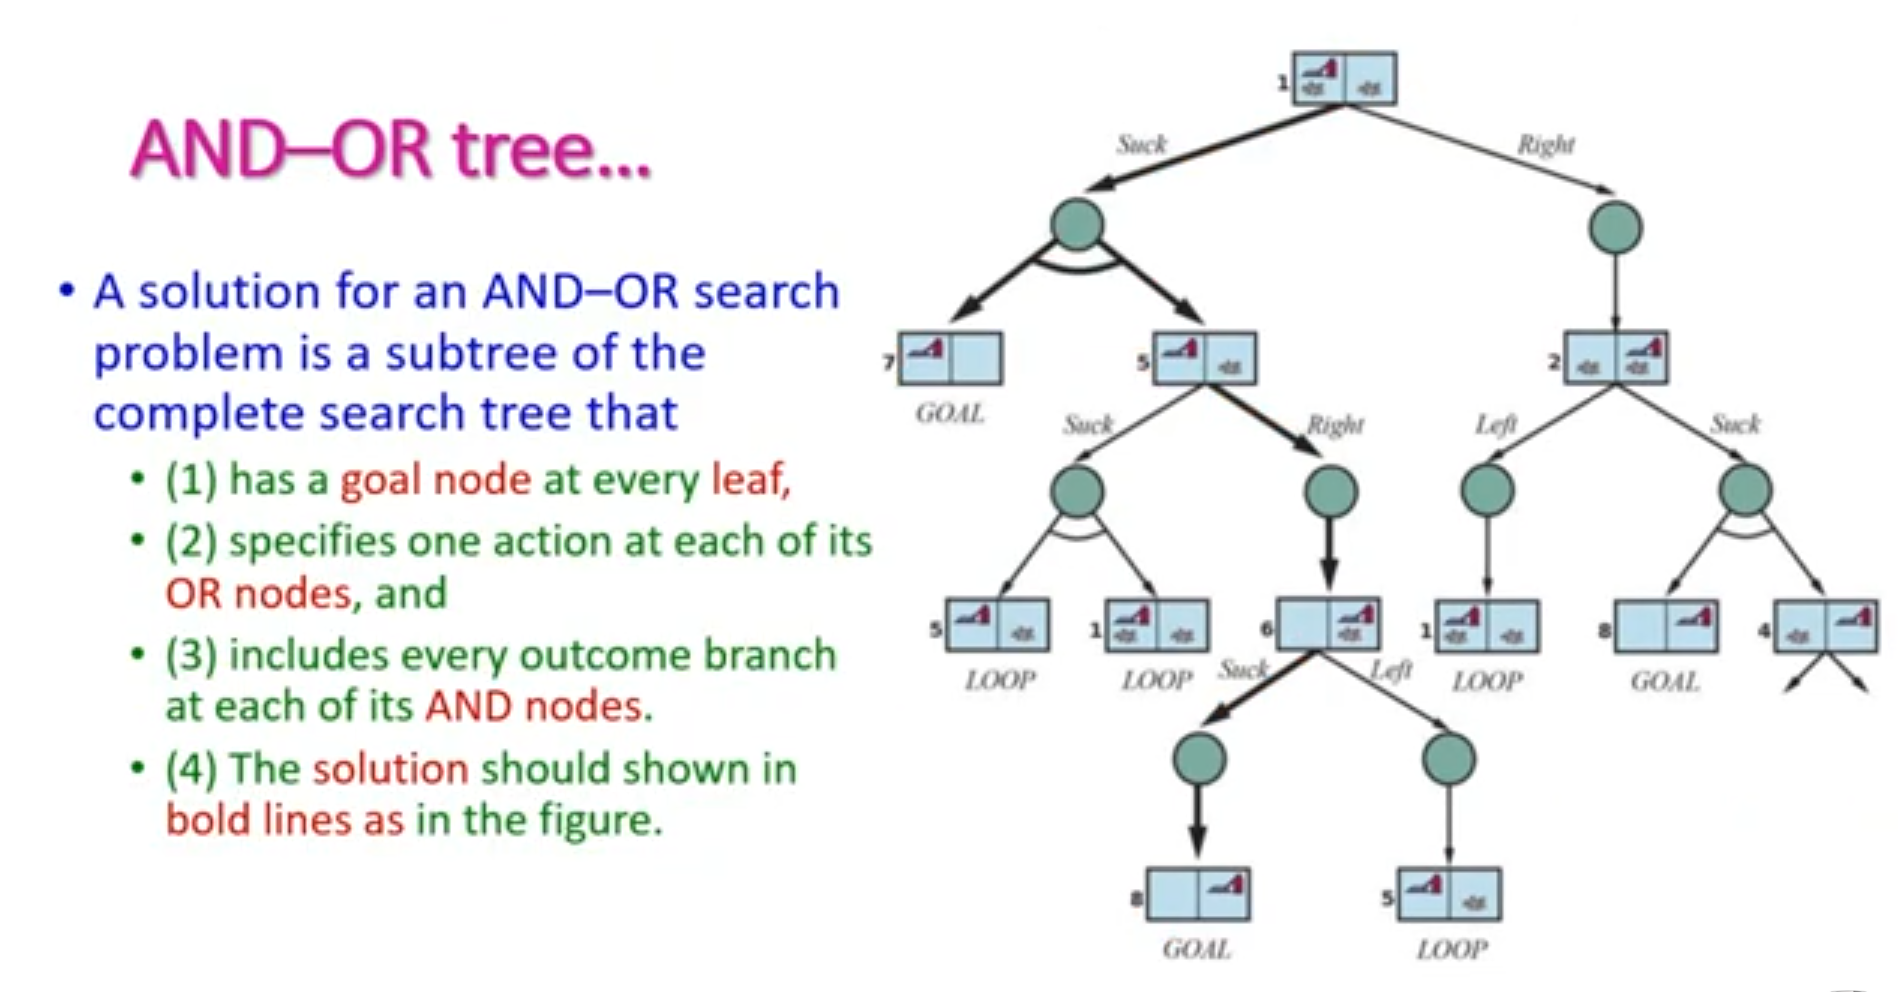 AND–OR tree...
• A solution for an AND–OR search
problem is a subtree of the
complete search tree that
• (1) has a goal node at every leaf,
• (2) specifies one action at each of its
OR nodes, and
• (3) includes every outcome branch
at each of its AND nodes.
• (4) The solution should shown in
bold lines as in the figure.
1
Suck
Right
7
5
2
GOAL
Suck
Right
Left
Suck
5
1
6
1
8
4
LOOP
LOOP
Suck
Left
LOOP
GOAL
8
5
GOAL
LOOP